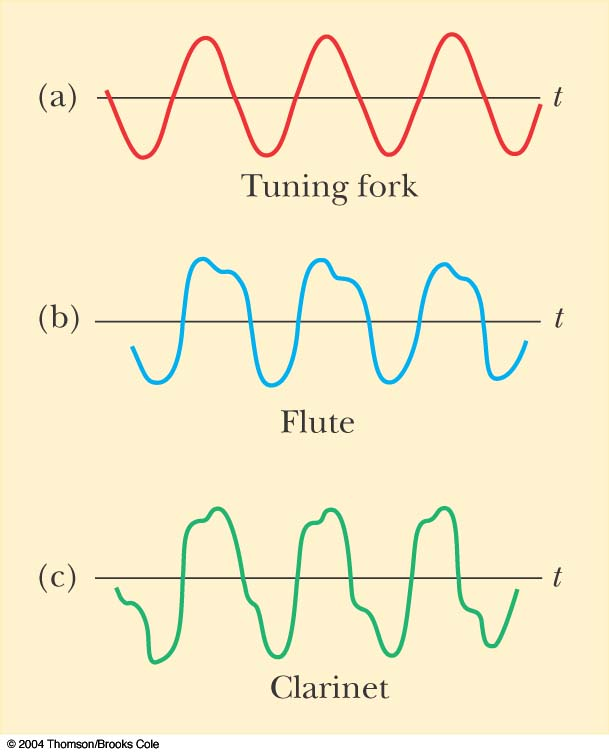 (a) t
Tuning fork
(b) t
Flute
(c) t
Clarinet
© 2004 Thomson/Brooks Cole